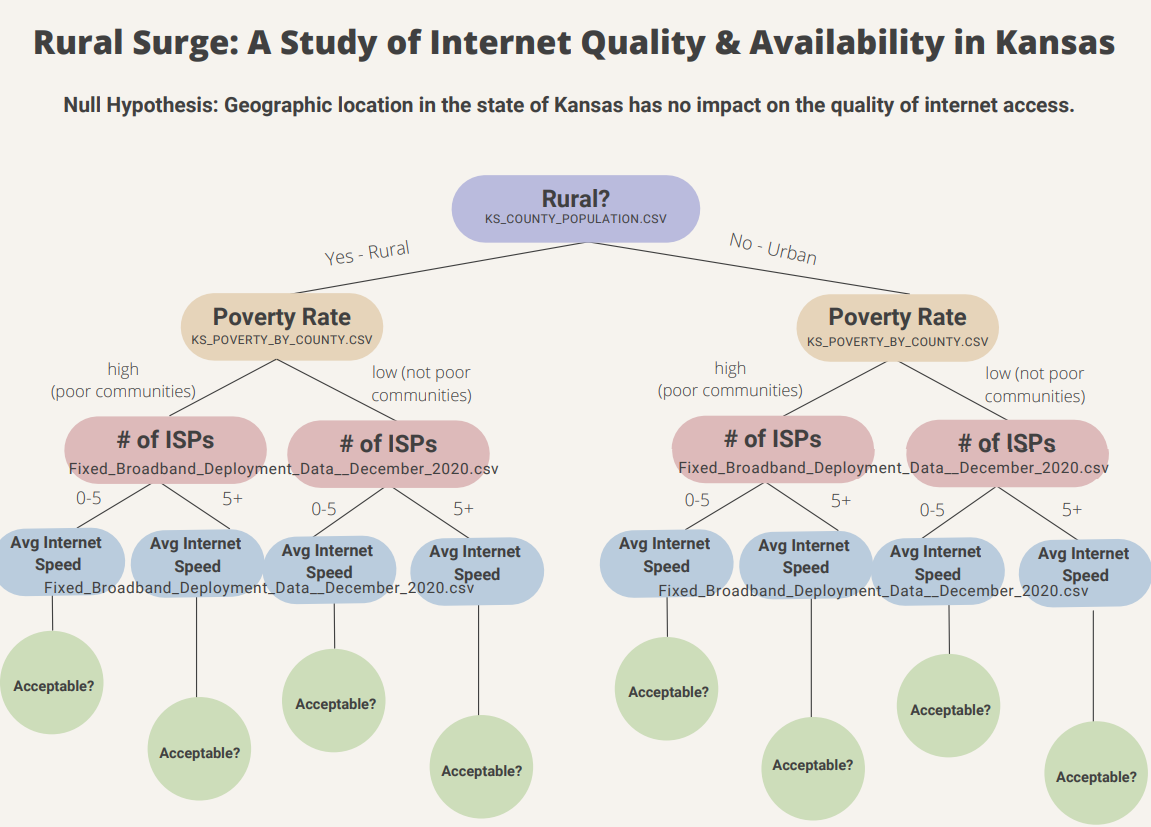 Rural Surge: A Study of Internet Quality & Availability in Kansas
Null Hypothesis: Geographic location in the state of Kansas has no impact on the quality of internet access.
Rural?
KS_COUNTY_POPULATION.CSV
Yes - Rural
No - Urban
Poverty Rate
KS_POVERTY_BY_COUNTY.CSV
Poverty Rate
KS_POVERTY_BY_COUNTY.CSV
high
(poor communities)
low (not poor
communities)
high
(poor communities)
low (not poor
communities)
# of ISPs
# of ISPs
Fixed_Broadband_Deployment_Data__December_2020.csv
# of ISPs
# of ISPs
Fixed_Broadband_Deployment_Data__December_2020.csv
0-5
5+
0-5
5+
0-5
5+
0-5
5+
Avg Internet
Speed
Avg Internet
Speed
Avg Internet
Speed
Avg Internet
Speed
Fixed_Broadband_Deployment_Data__December_2020.csv
Avg Internet
Speed
Avg Internet
Speed
Avg Internet
Speed
Avg Internet
Speed
Fixed_Broadband_Deployment_Data__December_2020.csv
Acceptable?
Acceptable?
Acceptable?
Acceptable?
Acceptable?
Acceptable?
Acceptable?
Acceptable?